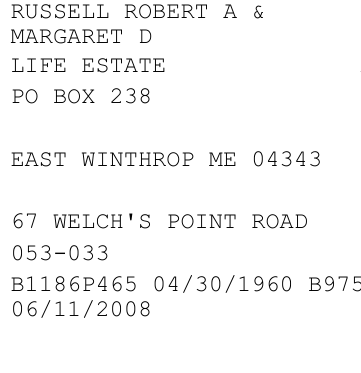 RUSSELL ROBERT A &
MARGARET D
LIFE ESTATE
PO BOX 238
EAST WINTHROP ME 04343
67 WELCH'S POINT ROAD
053-033
B1186P465 04/30/1960 B975
06/11/2008